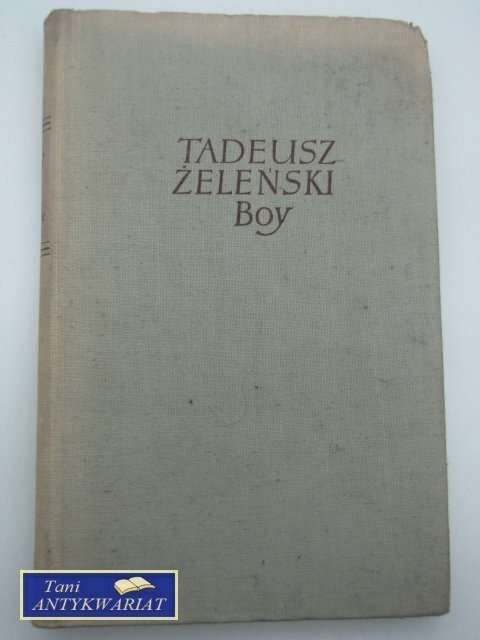 TADEUSZ
ŻELEŃSKI
Boy
Tani
ANTYKWARIAT